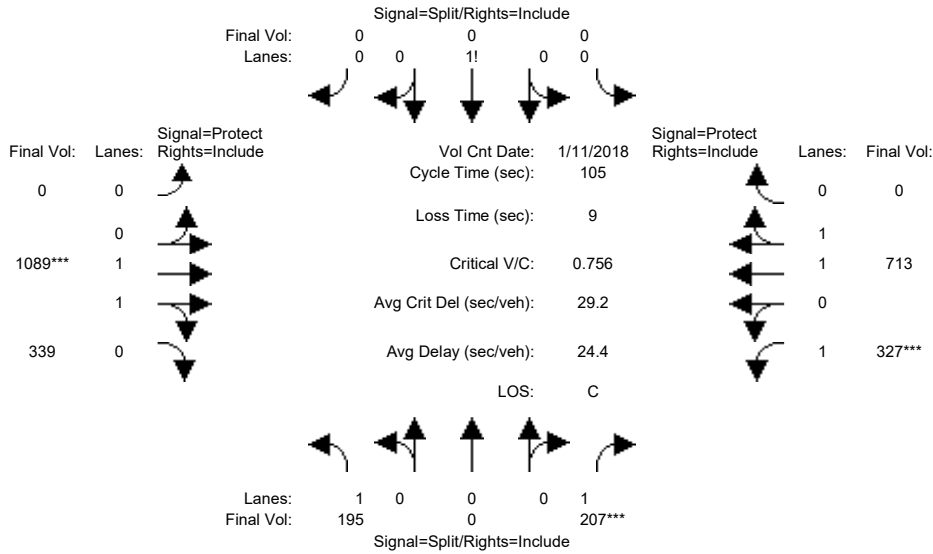 Signal=Split/Rights=Include
Final Vol: 0 0 0
Lanes: 0 0 1! 0 0
Signal=Protect Signal=Protect
Final Vol: Lanes: Rights=Include Vol Cnt Date: 1/11/2018 Rights=Include Lanes: Final Vol:
Cycle Time (sec): 105
0 0 0 0
Loss Time (sec): 9
0 1
1089*** 1 Critical V/C: 0.756 1 713
1 Avg Crit Del (sec/veh): 29.2 0
339 0 Avg Delay (sec/veh): 24.4 1 327***
LOS: C
Lanes: 1 0 0 0 1
Final Vol: 195 0 207***
Signal=Split/Rights=Include